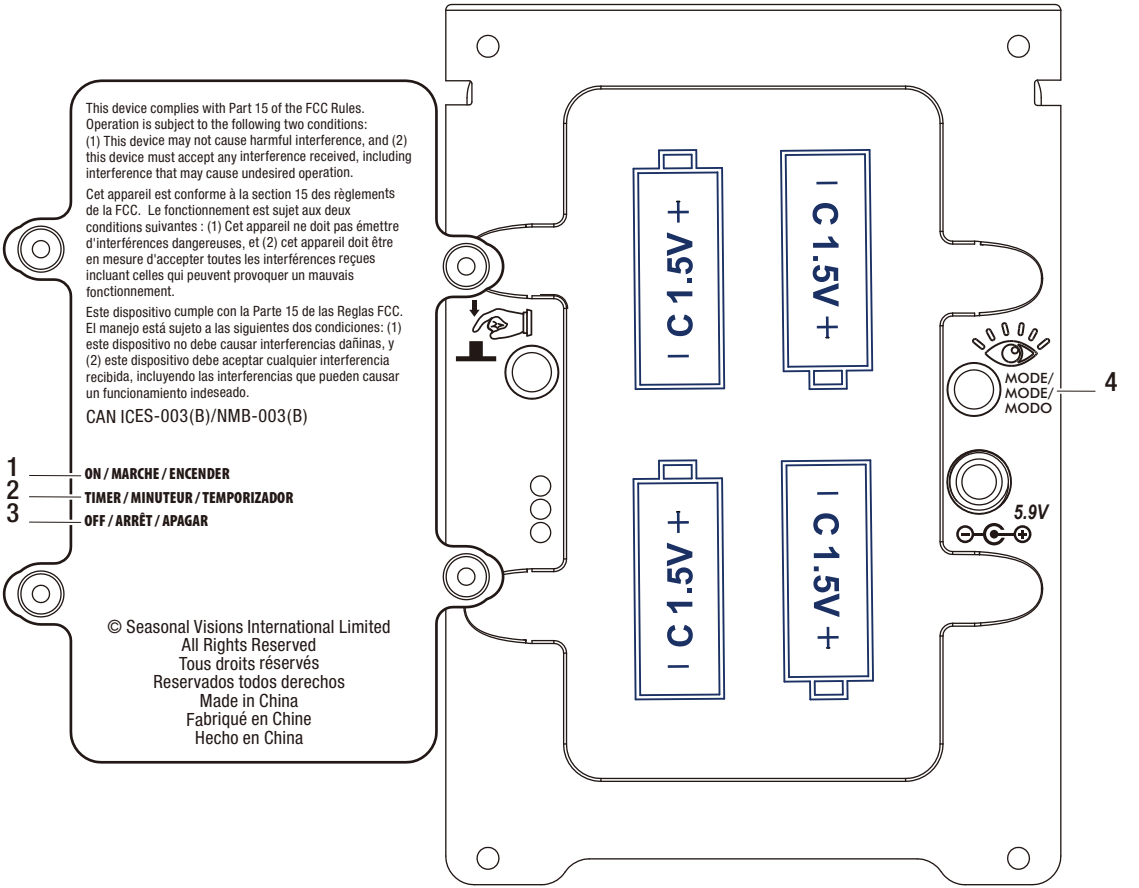 This device complies with Part 15 of the FCC Rules.
Operation is subject to the following two conditions:
(1) This device may not cause harmful interference, and (2)
this device must accept any interference received, including
interference that may cause undesired operation.
Cet appareil est conforme à la section 15 des règlements
de la FCC. Le fonctionnement est sujet aux deux
conditions suivantes : (1) Cet appareil ne doit pas émettre
d'interférences dangereuses, et (2) cet appareil doit être
en mesure d'accepter toutes les interférences reçues
incluant celles qui peuvent provoquer un mauvais
fonctionnement.
Este dispositivo cumple con la Parte 15 de las Reglas FCC.
El manejo está sujeto a las siguientes dos condiciones: (1)
este dispositivo no debe causar interferencias dañinas, y
(2) este dispositivo debe aceptar cualquier interferencia
recibida, incluyendo las interferencias que pueden causar
un funcionamiento indeseado.
CAN ICES-003(B)/NMB-003(B)
1 ON / MARCHE / ENCENDER
2 TIMER / MINUTEUR / TEMPORIZADOR
3 OFF / ARRÊT / APAGAR
© Seasonal Visions International Limited
All Rights Reserved
Tous droits réservés
Reservados todos derechos
Made in China
Fabriqué en Chine
Hecho en China
– C 1.5V +
– C 1.5V +
– C 1.5V +
– C 1.5V +
MODE/
MODE/
MODO
4
5.9V